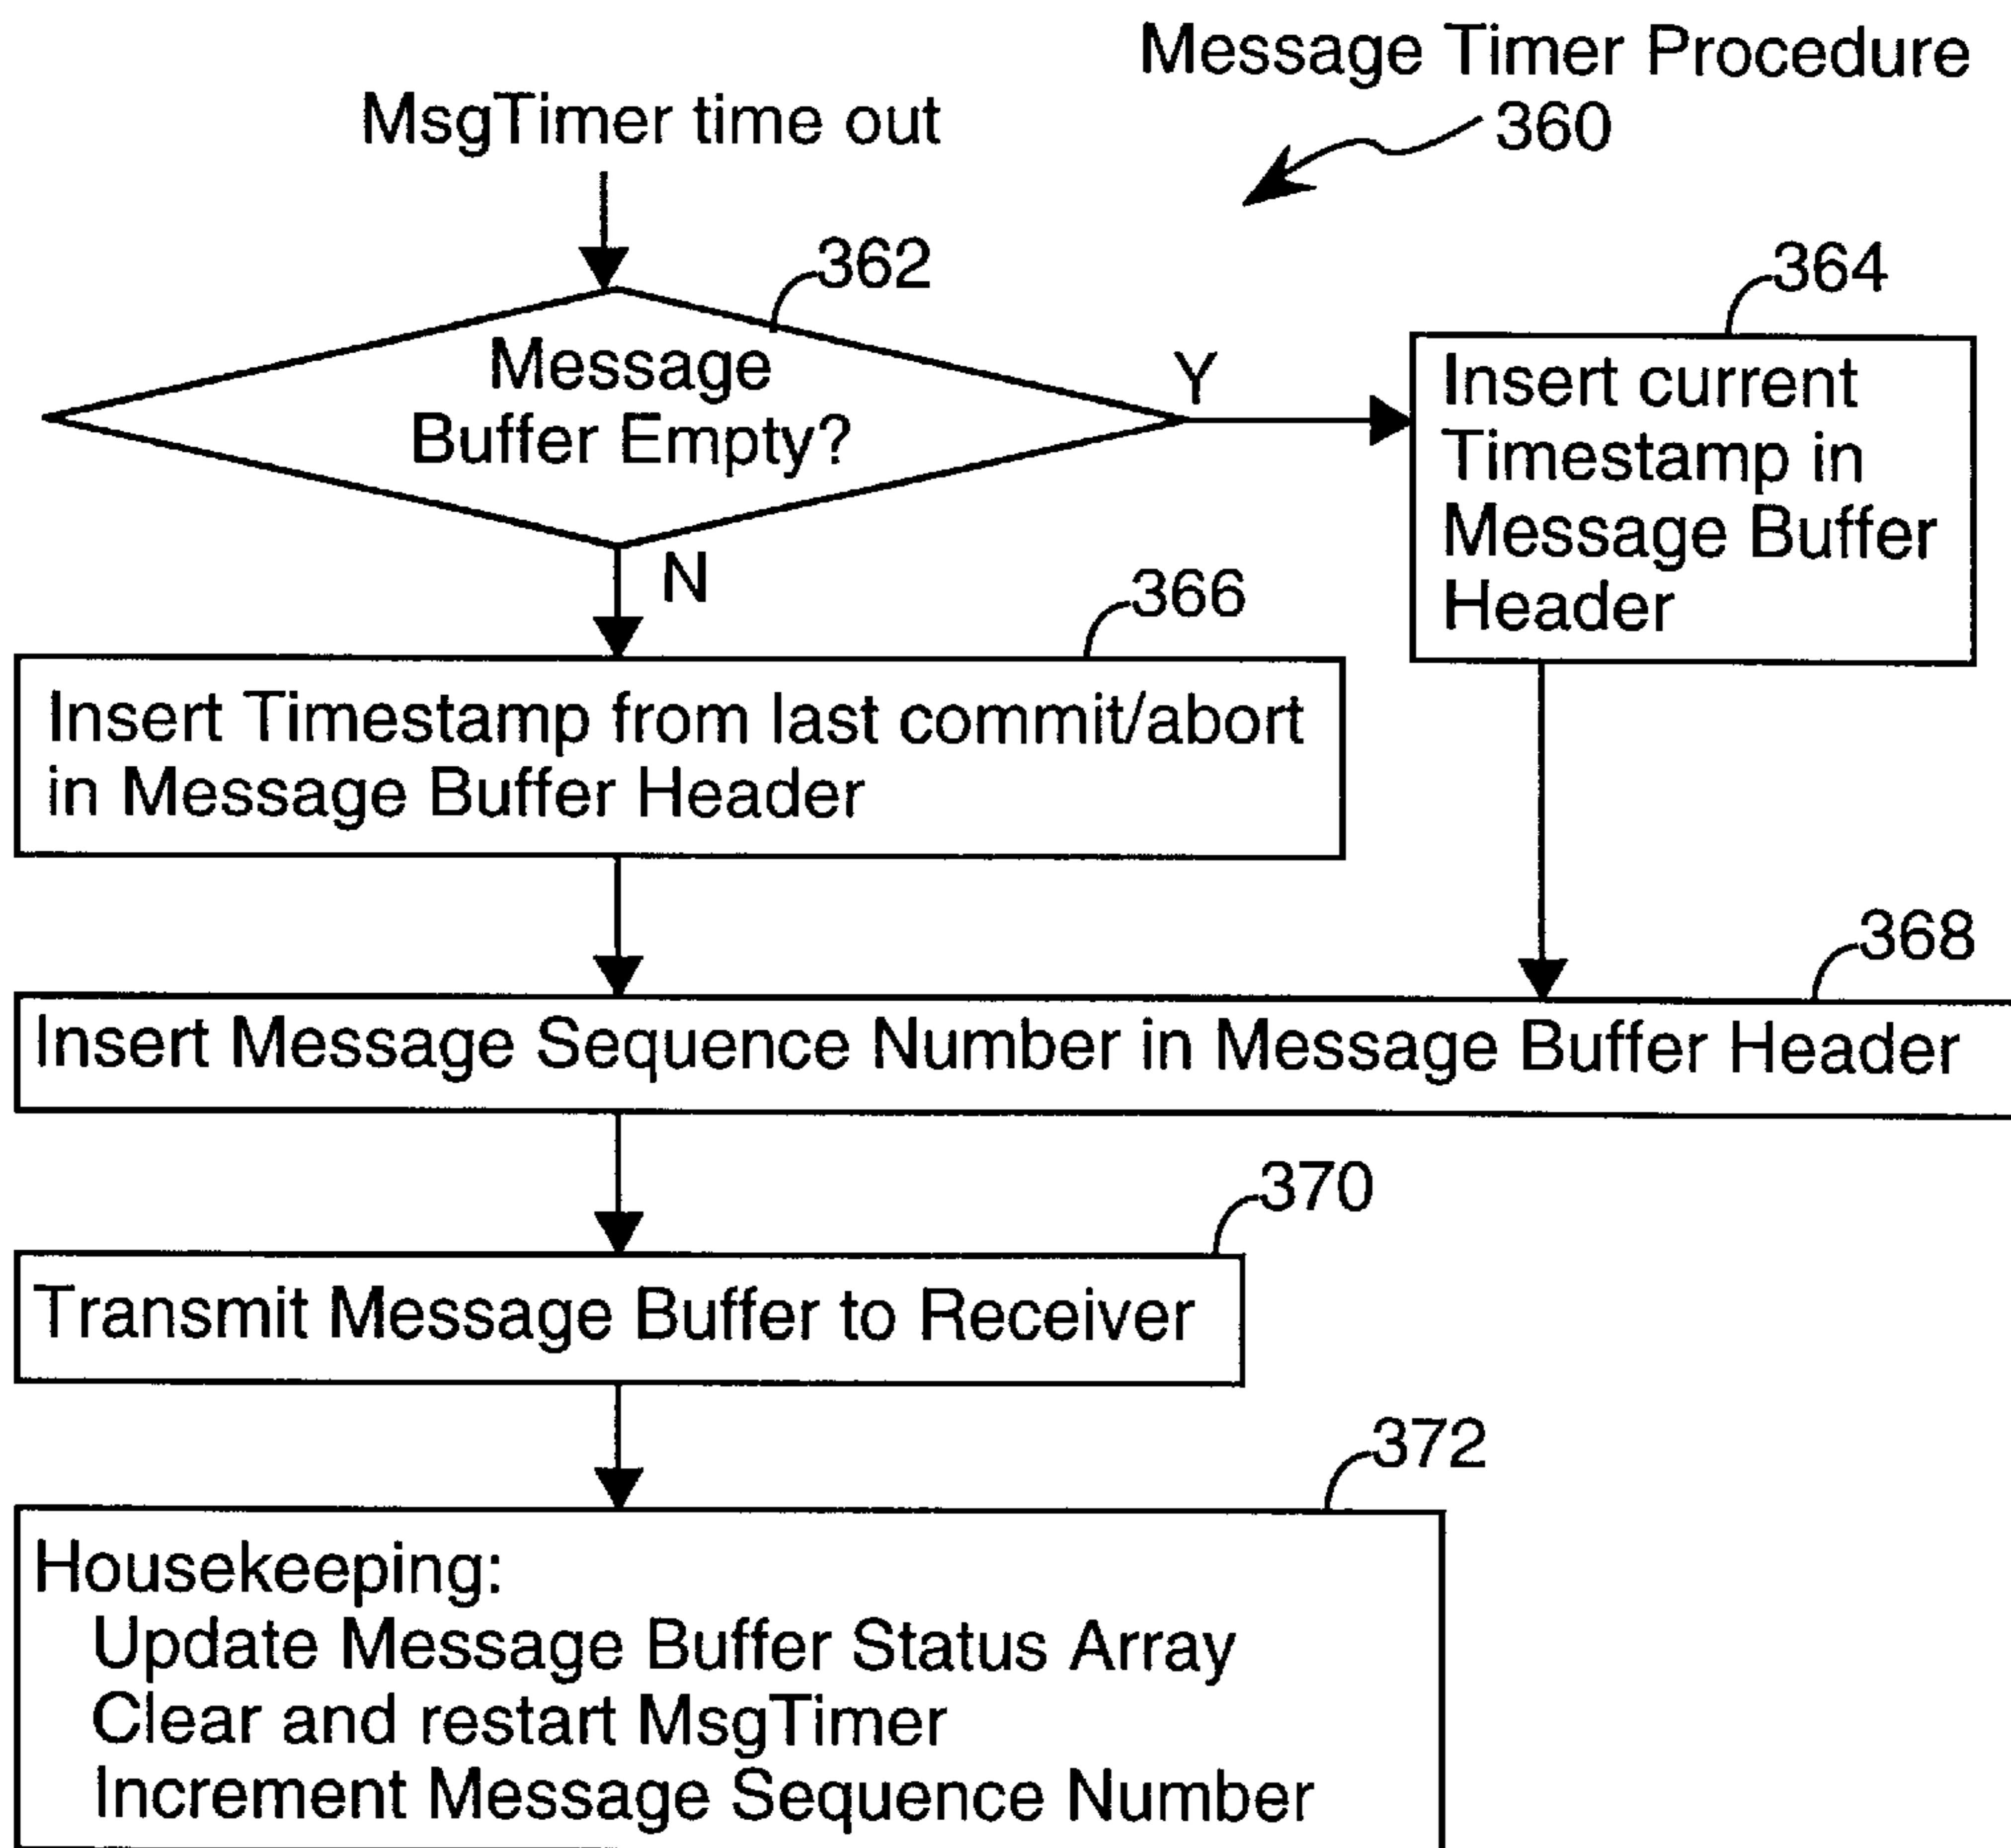 Message Timer Procedure
360
MsgTimer time out
362
Message
Buffer Empty?
Y
364
Insert current
Timestamp in
Message Buffer
Header
N
366
Insert Timestamp from last commit/abort
in Message Buffer Header
368
Insert Message Sequence Number in Message Buffer Header
370
Transmit Message Buffer to Receiver
372
Housekeeping:
Update Message Buffer Status Array
Clear and restart MsgTimer
Increment Message Sequence Number